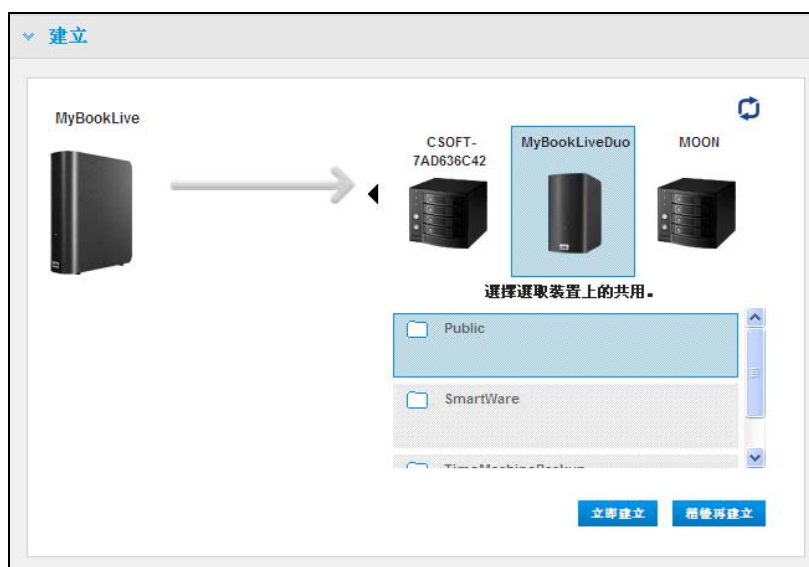 建立
MyBookLive
CSOFT-
7AD636C42
MyBookLiveDuo
MOON
選擇選取裝置上的共用。
Public
SmartWare
TimeMachineBackup
立即建立
稍後再建立